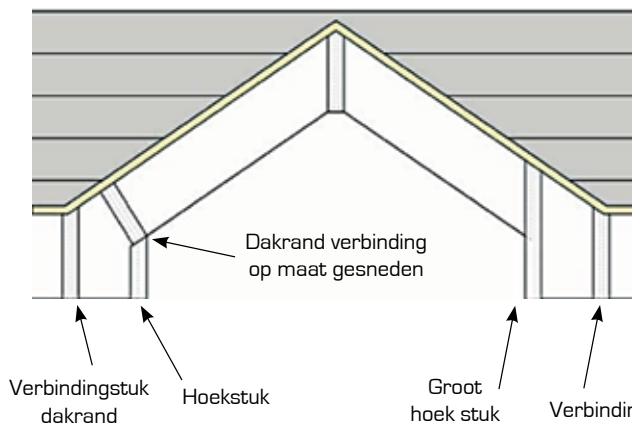 Dakrand verbinding
op maat gesneden
Verbindingstuk
dakrand
Hoekstuk
Groot
hoek stuk